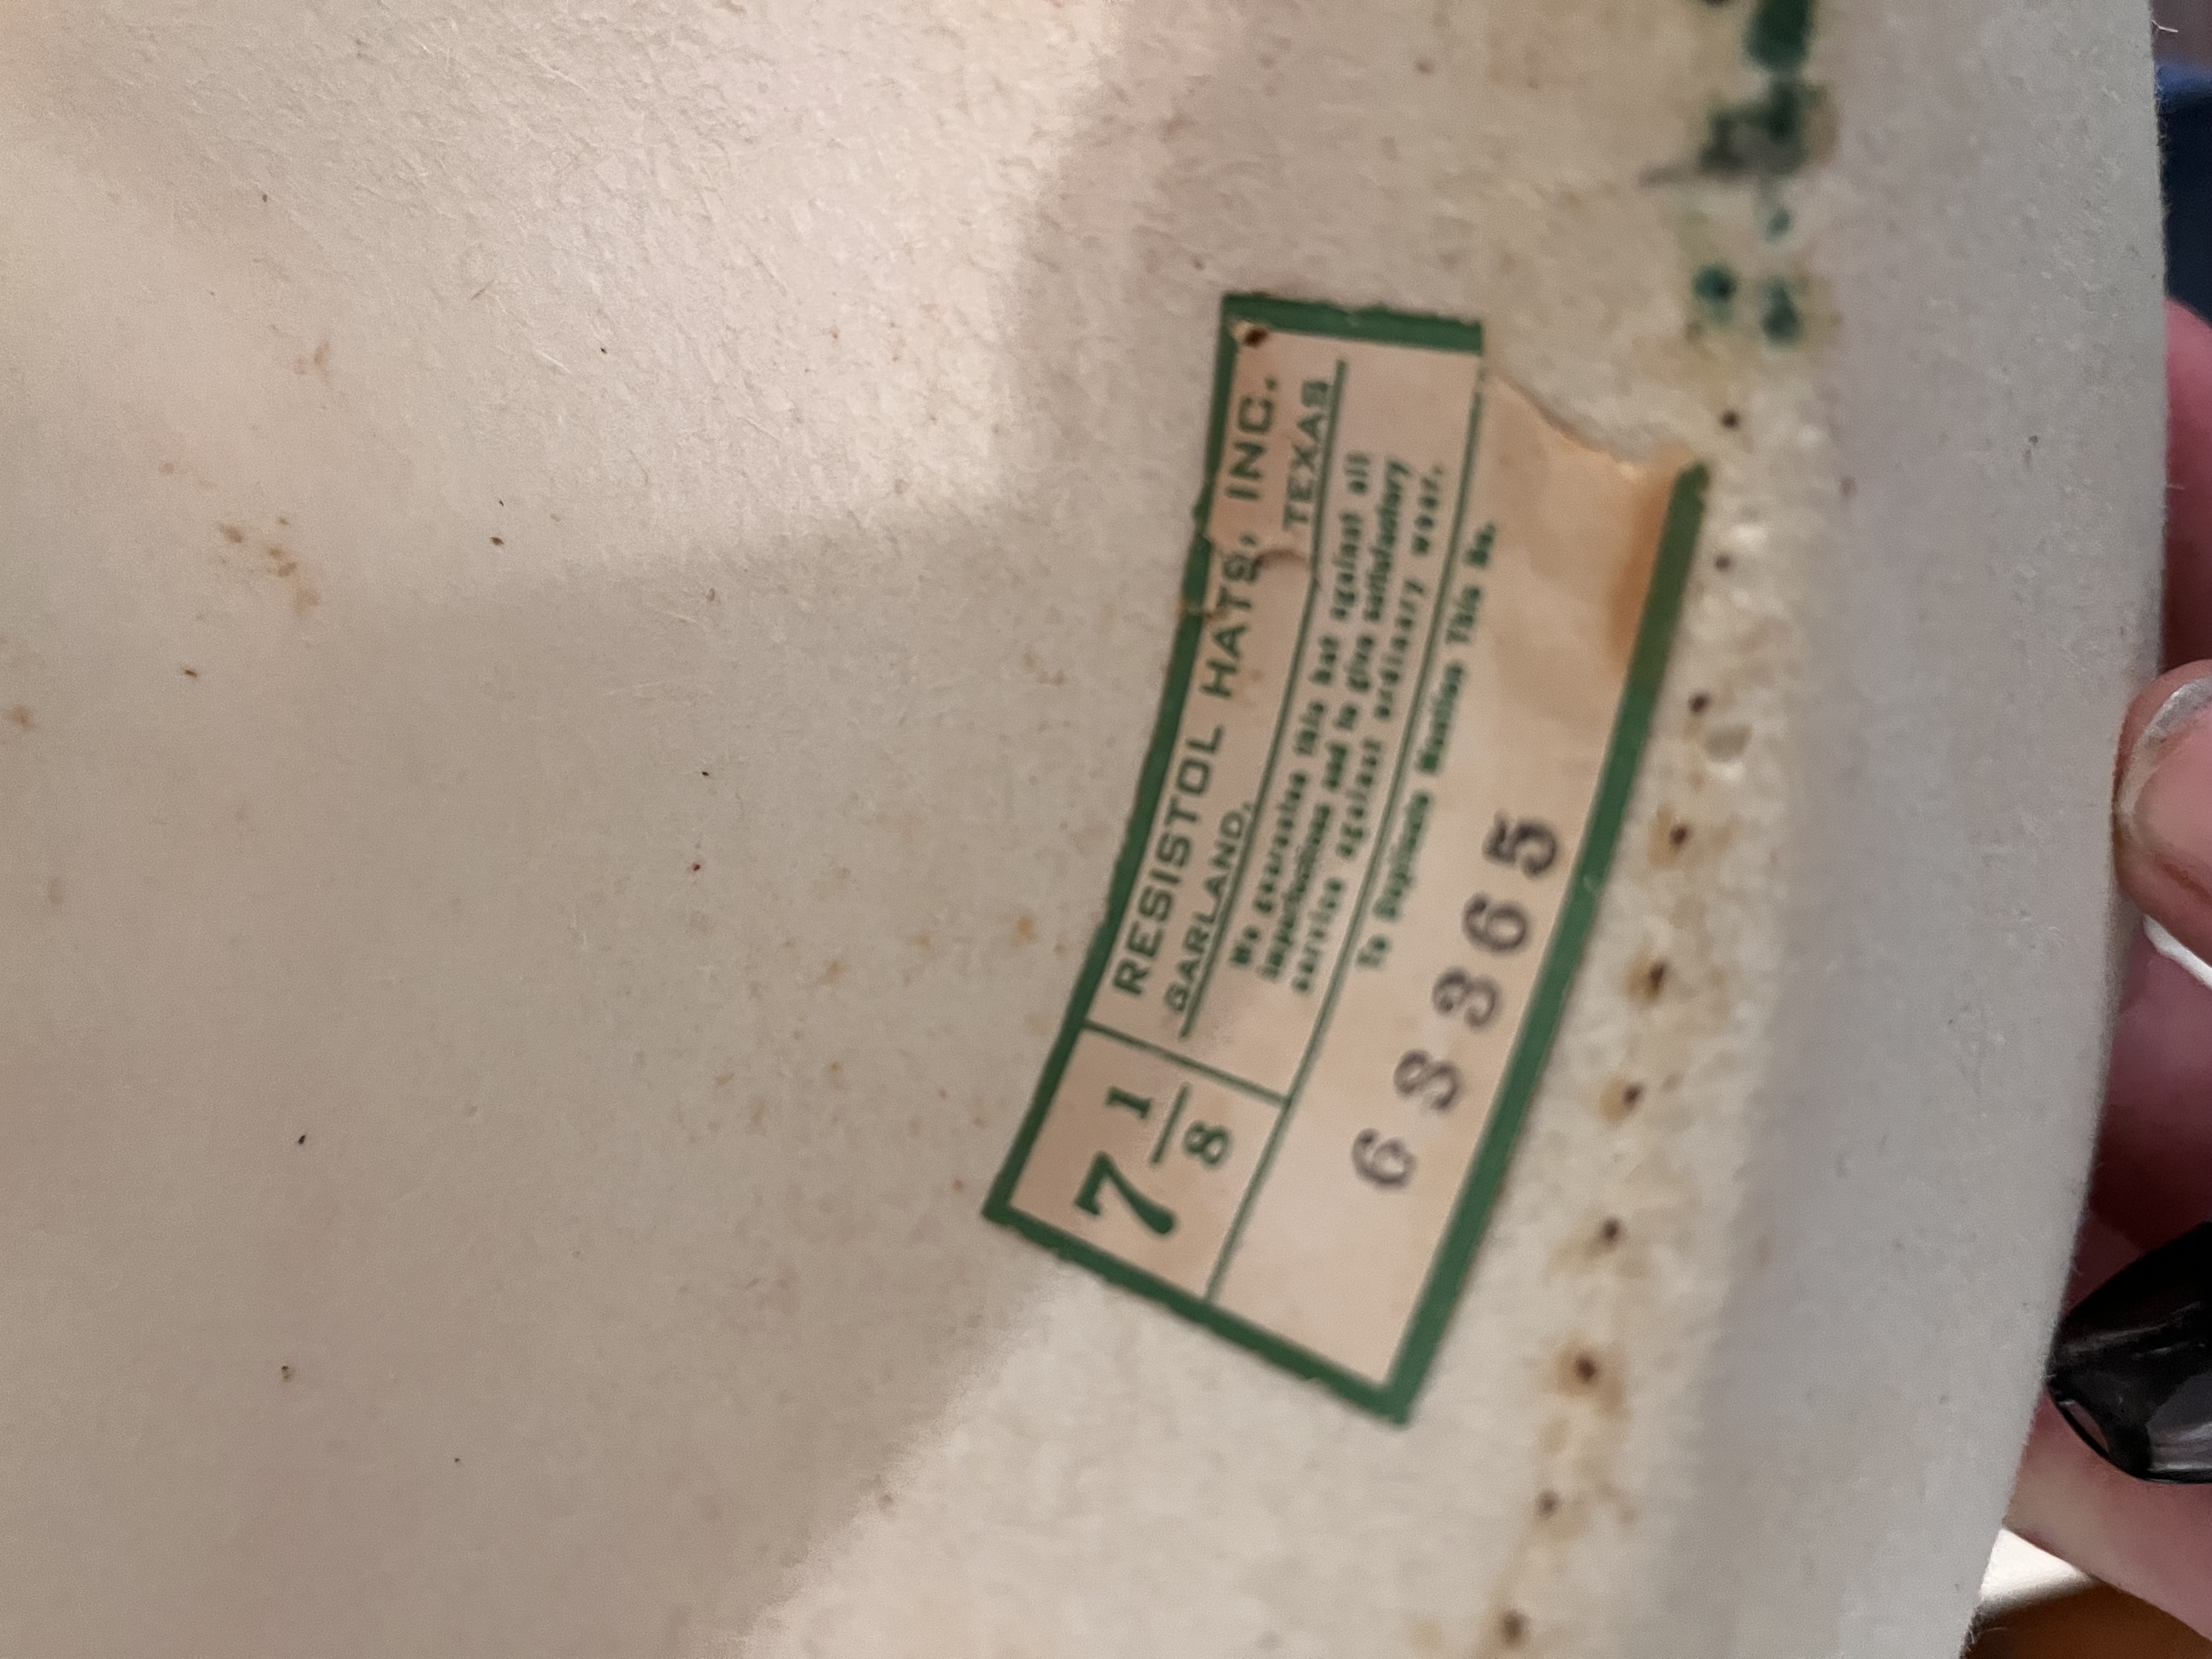 7 1/8
RESISTOL HATS, INC.
GARLAND, TEXAS
We guarantee this hat against all
imperfections and to give satisfactory
service against ordinary wear.
To Duplicate Mention This No.
68365